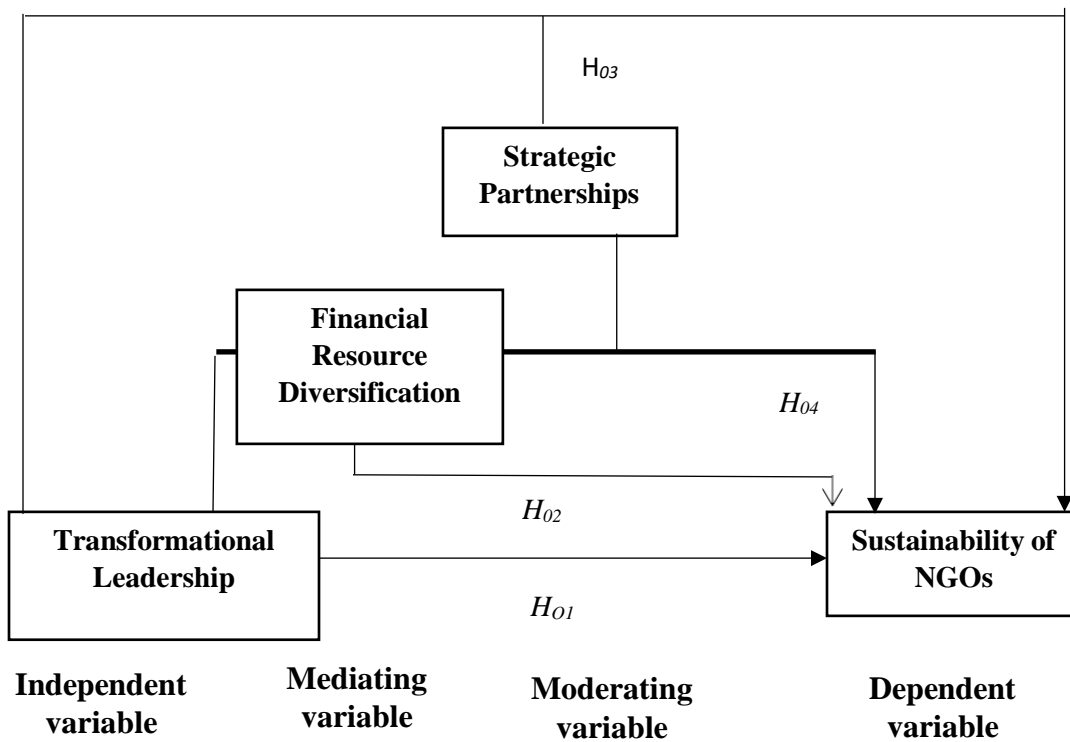 H03
Strategic
Partnerships
Financial
Resource
Diversification
H04
H02
Transformational
Leadership
Sustainability of
NGOs
HO1
Independent
variable
Mediating
variable
Moderating
variable
Dependent
variable